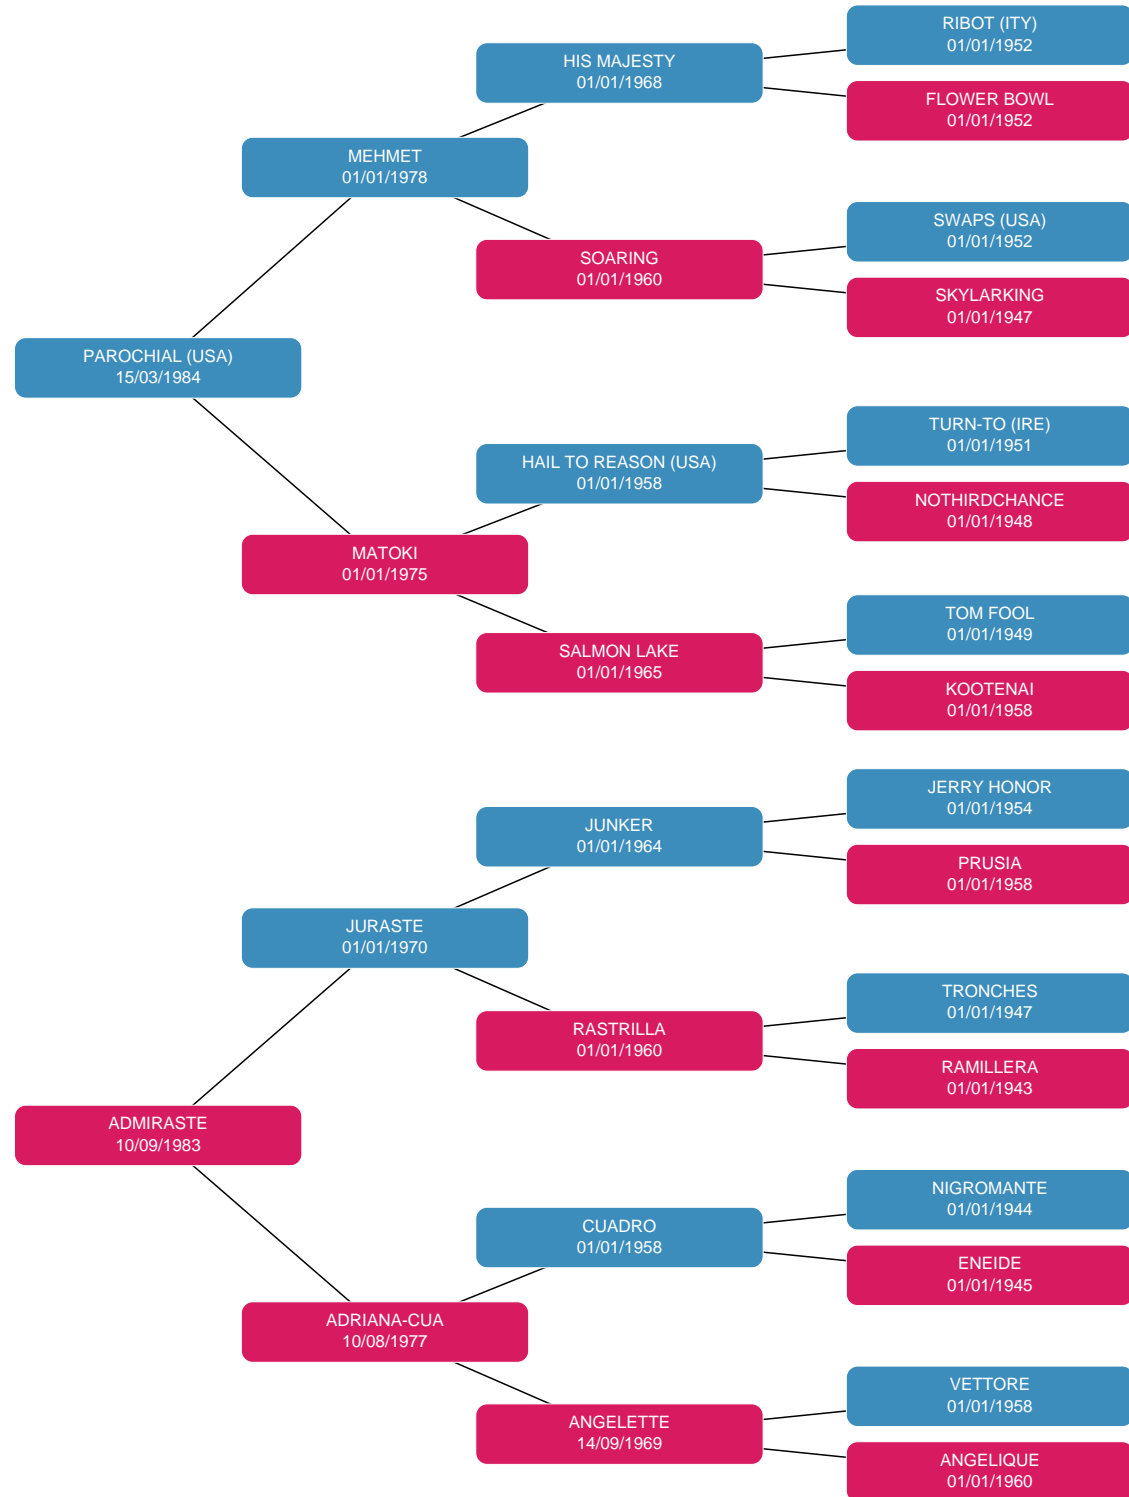 RIBOT (ITY)
01/01/1952
HIS MAJESTY
01/01/1968
FLOWER BOWL
01/01/1952
MEHMET
01/01/1978
SWAPS (USA)
01/01/1952
SOARING
01/01/1960
SKYLARKING
01/01/1947
PAROCHIAL (USA)
15/03/1984
TURN-TO (IRE)
01/01/1951
HAIL TO REASON (USA)
01/01/1958
NOTHIRDCHANCE
01/01/1948
MATOKI
01/01/1975
TOM FOOL
01/01/1949
SALMON LAKE
01/01/1965
KOOTENAI
01/01/1958
JERRY HONOR
01/01/1954
JUNKER
01/01/1964
PRUSIA
01/01/1958
JURASTE
01/01/1970
TRONCHES
01/01/1947
RASTRILLA
01/01/1960
RAMILLERA
01/01/1943
ADMIRASTE
10/09/1983
NIGROMANTE
01/01/1944
CUADRO
01/01/1958
ENEIDE
01/01/1945
ADRIANA-CUA
10/08/1977
VETTORE
01/01/1958
ANGELETTE
14/09/1969
ANGELIQUE
01/01/1960